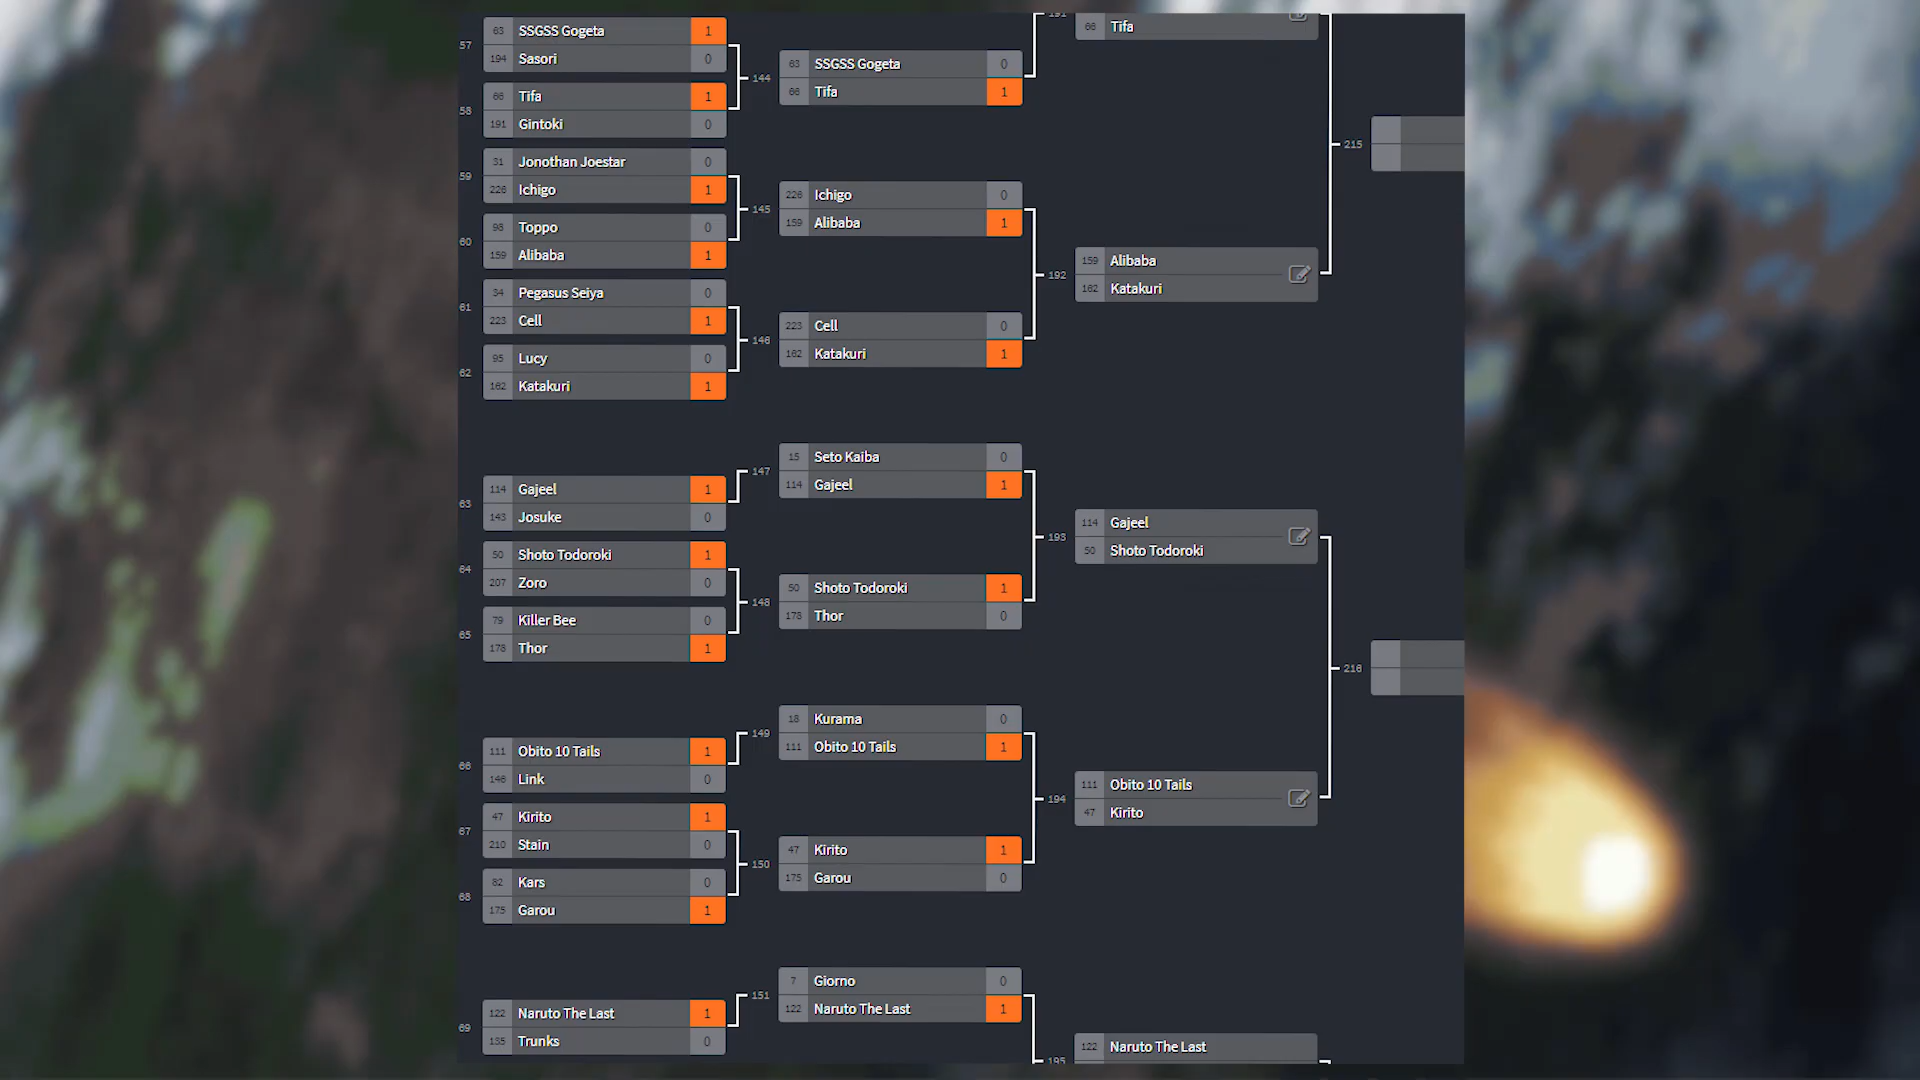 57
63 SSGSS Gogeta 1
194 Sasori 0
58
66 Tifa 1
191 Gintoki 0
59
31 Jonothan Joestar 0
226 Ichigo 1
60
98 Toppo 0
159 Alibaba 1
61
34 Pegasus Seiya 0
223 Cell 1
62
95 Lucy 0
162 Katakuri 1
63
114 Gajeel 1
143 Josuke 0
64
50 Shoto Todoroki 1
207 Zoro 0
65
79 Killer Bee 0
178 Thor 1
66
111 Obito 10 Tails 1
146 Link 0
67
47 Kirito 1
210 Stain 0
68
82 Kars 0
175 Garou 1
69
122 Naruto The Last 1
135 Trunks 0
144
63 SSGSS Gogeta 0
66 Tifa 1
145
226 Ichigo 0
159 Alibaba 1
146
223 Cell 0
162 Katakuri 1
147
15 Seto Kaiba 0
114 Gajeel 1
148
50 Shoto Todoroki 1
178 Thor 0
149
18 Kurama 0
111 Obito 10 Tails 1
150
47 Kirito 1
175 Garou 0
151
7 Giorno 0
122 Naruto The Last 1
191
66 Tifa
192
159 Alibaba
162 Katakuri
193
114 Gajeel
50 Shoto Todoroki
194
111 Obito 10 Tails
47 Kirito
195
122 Naruto The Last
215
216